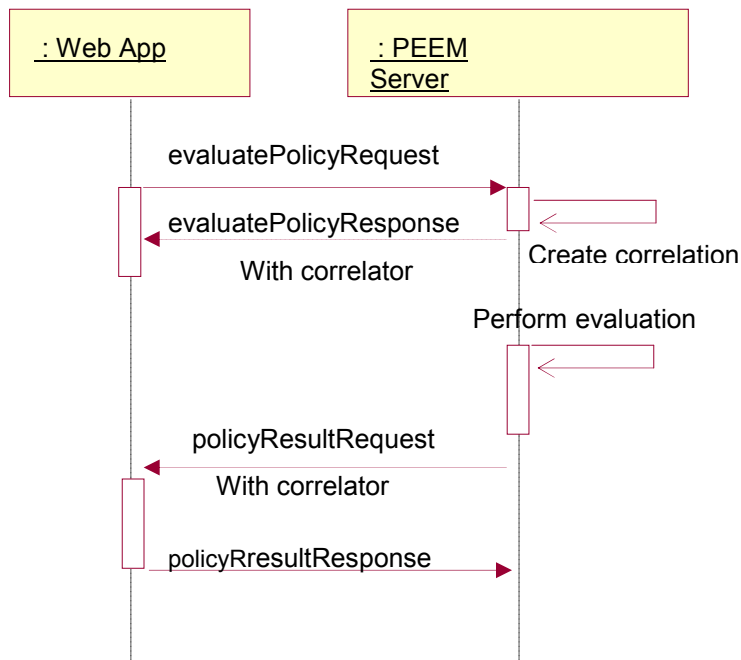 : Web App
: PEEM
Server
evaluatePolicyRequest
evaluatePolicyResponse
With correlator
Create correlation
Perform evaluation
policyResultRequest
With correlator
policyRresultResponse